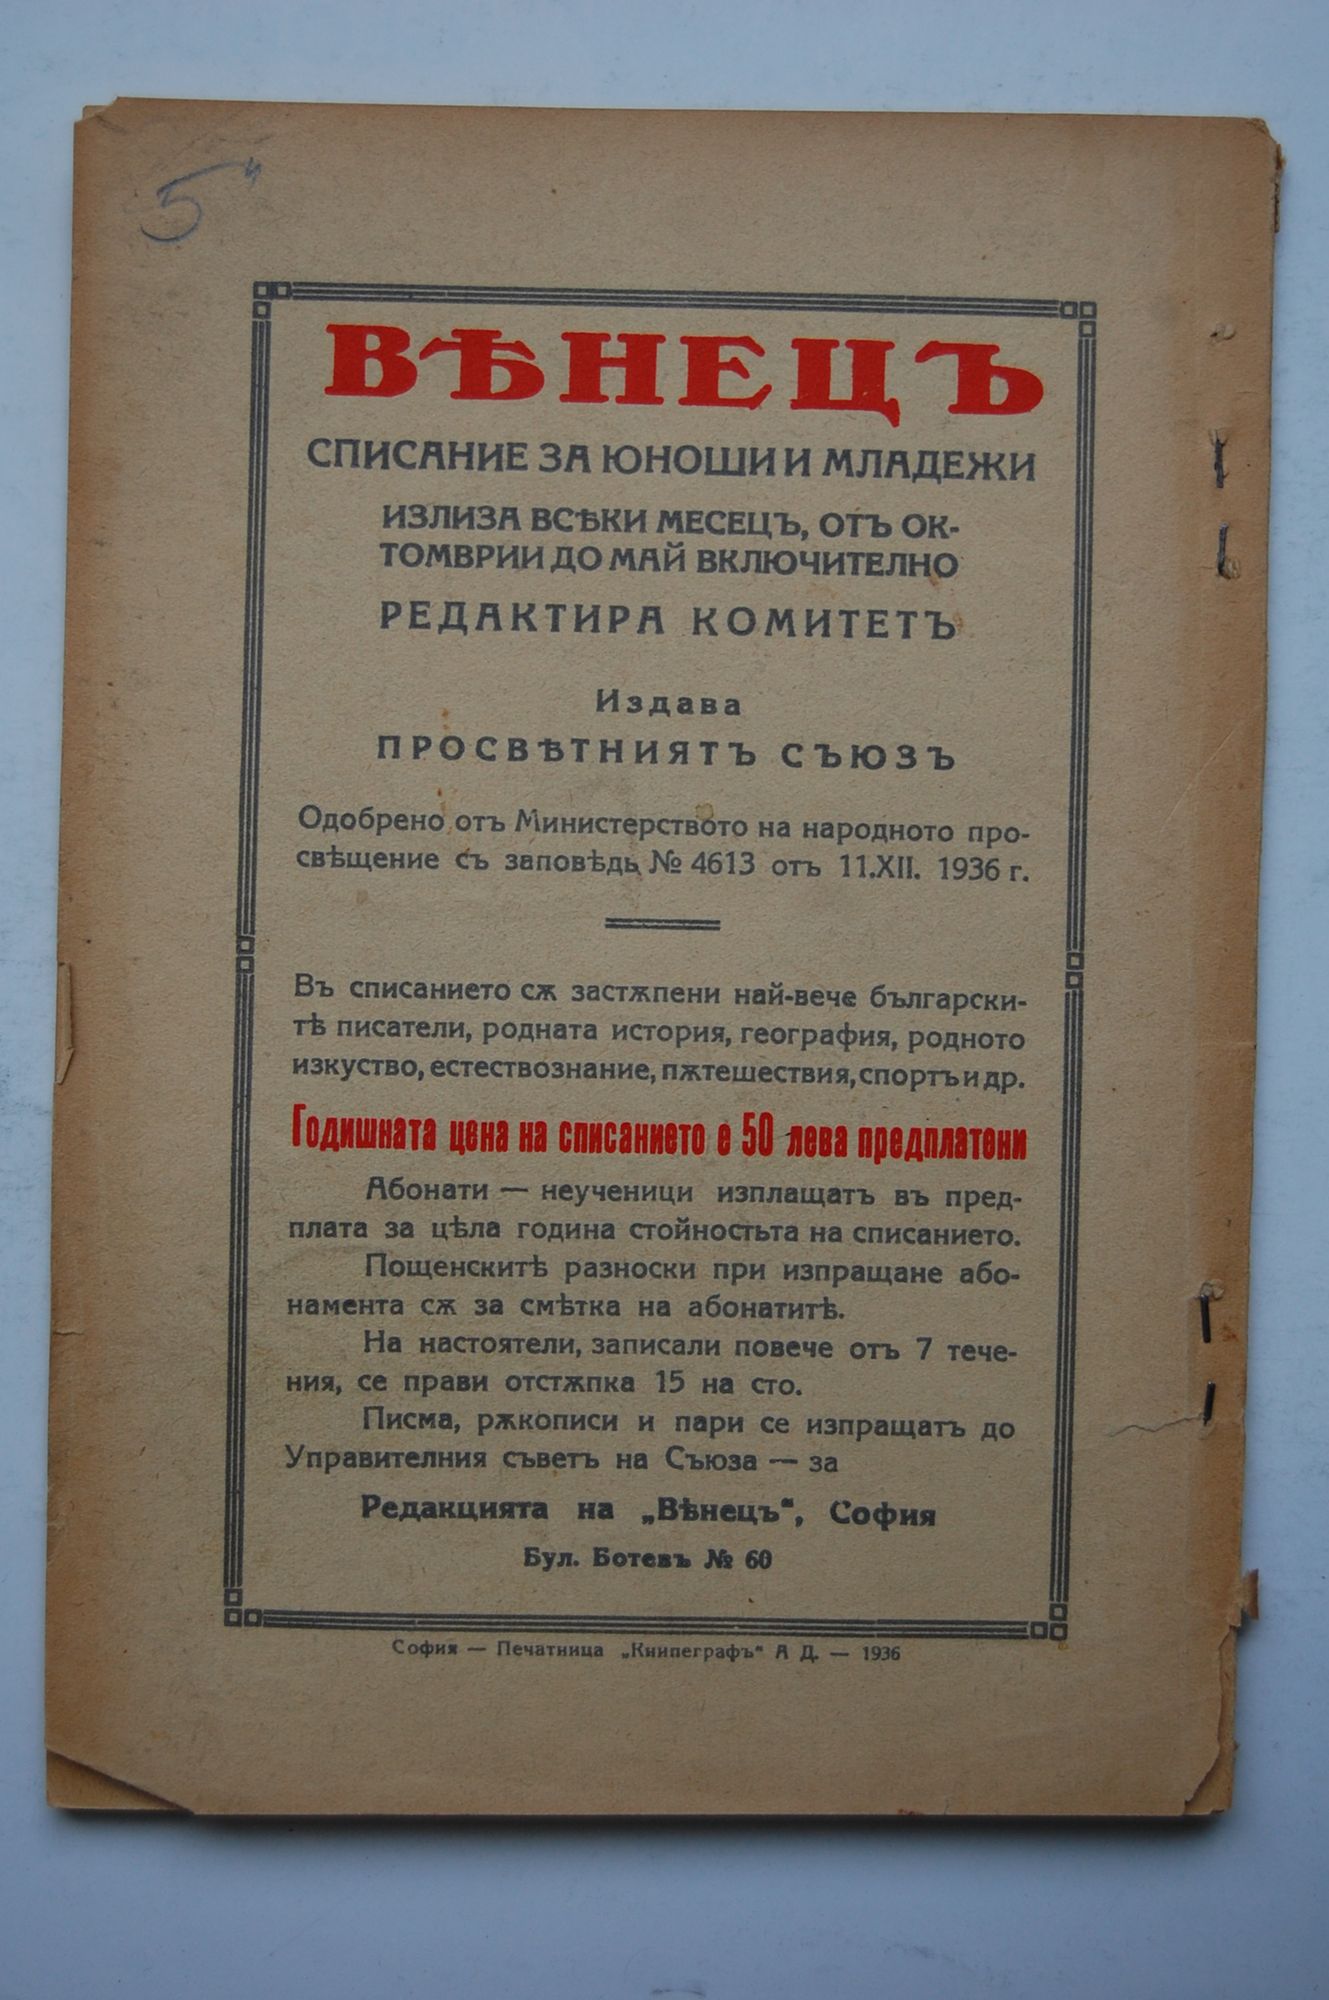 5"
ВѢНЕЦЪ
СПИСАНИЕ ЗА ЮНОШИ И МЛАДЕЖИ
ИЗЛИЗА ВСѢКИ МЕСЕЦЪ, ОТЪ ОК-
ТОМВРИИ ДО МАЙ ВКЛЮЧИТЕЛНО
РЕДАКТИРА КОМИТЕТЪ
Издава
ПРОСВѢТНИЯТЪ СЪЮЗЪ
Одобрено отъ Министерството на народното про-
свѣщение съ заповѣдь № 4613 отъ 11.XII. 1936 г.
Въ списанието сѫ застѫпени най-вече български-
тѣ писатели, родната история, география, родното
изкуство, естествознание, пѫтешествия, спортъ и др.
Годишната цена на списанието е 50 лева предплатени
Абонати — неученици изплащатъ въ пред-
плата за цѣла година стойностьта на списанието.
Пощенскитѣ разноски при изпращане або-
намента сѫ за смѣтка на абонатитѣ.
На настоятели, записали повече отъ 7 тече-
ния, се прави отстѫпка 15 на сто.
Писма, рѫкописи и пари се изпращатъ до
Управителния съветъ на Съюза — за
Редакцията на „Вѣнецъ“, София
Бул. Ботевъ № 60
София — Печатница „Книпеграфъ“ А Д. — 1936